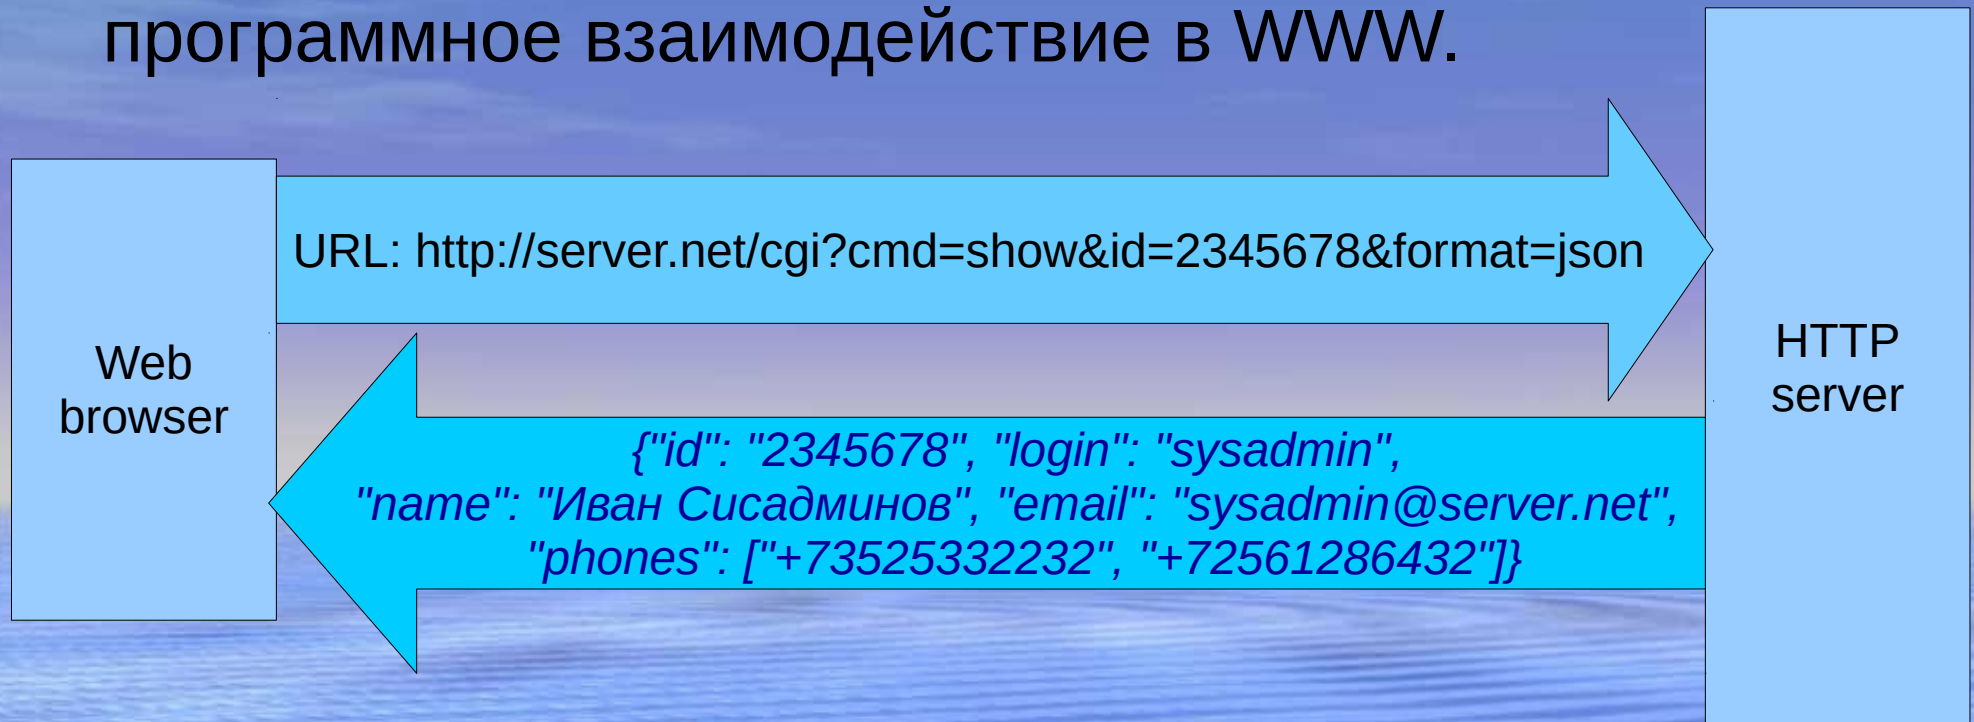 программное взаимодействие в WWW.
URL: http://server.net/cgi?cmd=show&id=2345678&format=json
Web
browser
HTTP
server
{"id": "2345678", "login": "sysadmin",
"name": "Иван Сисадминов", "email": "sysadmin@server.net",
"phones": ["+73525332232", "+72561286432"]}